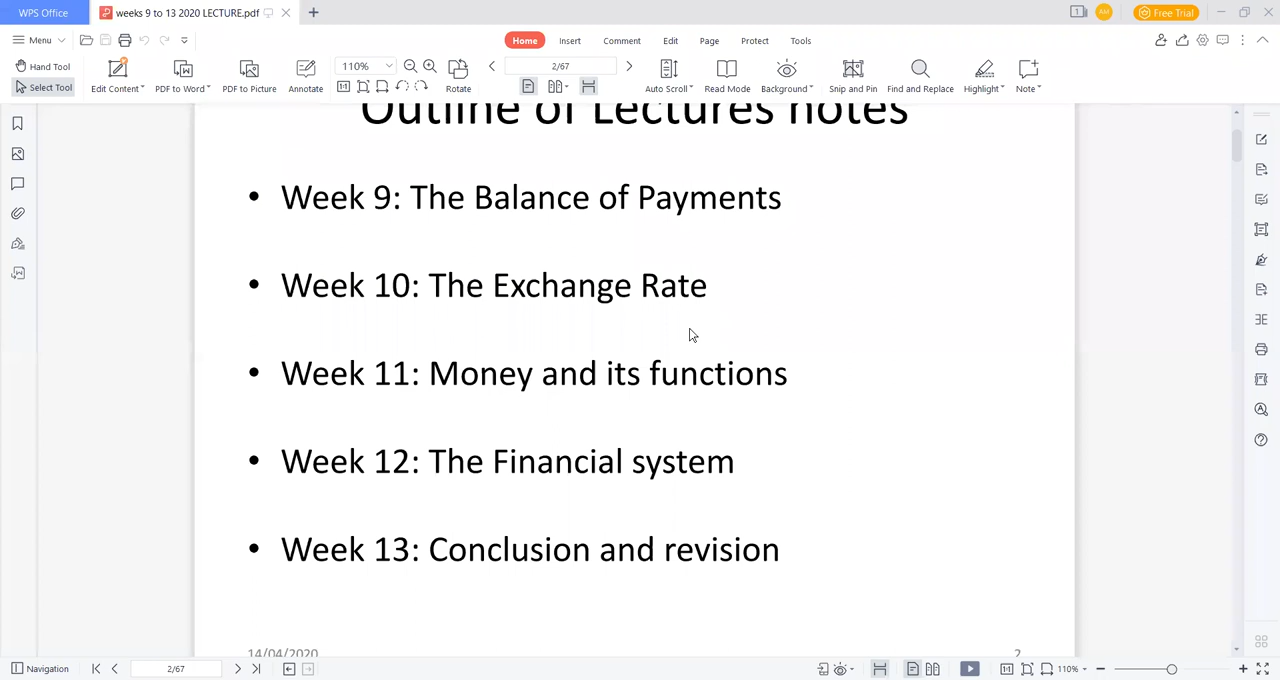 WPS Office
weeks 9 to 13 2020 LECTURE.pdf
1
AM
Free Trial
Menu
Home
Insert
Comment
Edit
Page
Protect
Tools
Hand Tool
Select Tool
Edit Content
PDF to Word
PDF to Picture
Annotate
110%
Rotate
2/67
Auto Scroll
Read Mode
Background
Snip and Pin
Find and Replace
Highlight
Note
Outline of Lectures notes
• Week 9: The Balance of Payments
• Week 10: The Exchange Rate
• Week 11: Money and its functions
• Week 12: The Financial system
• Week 13: Conclusion and revision
14/04/2020
2
Navigation
2/67
110%